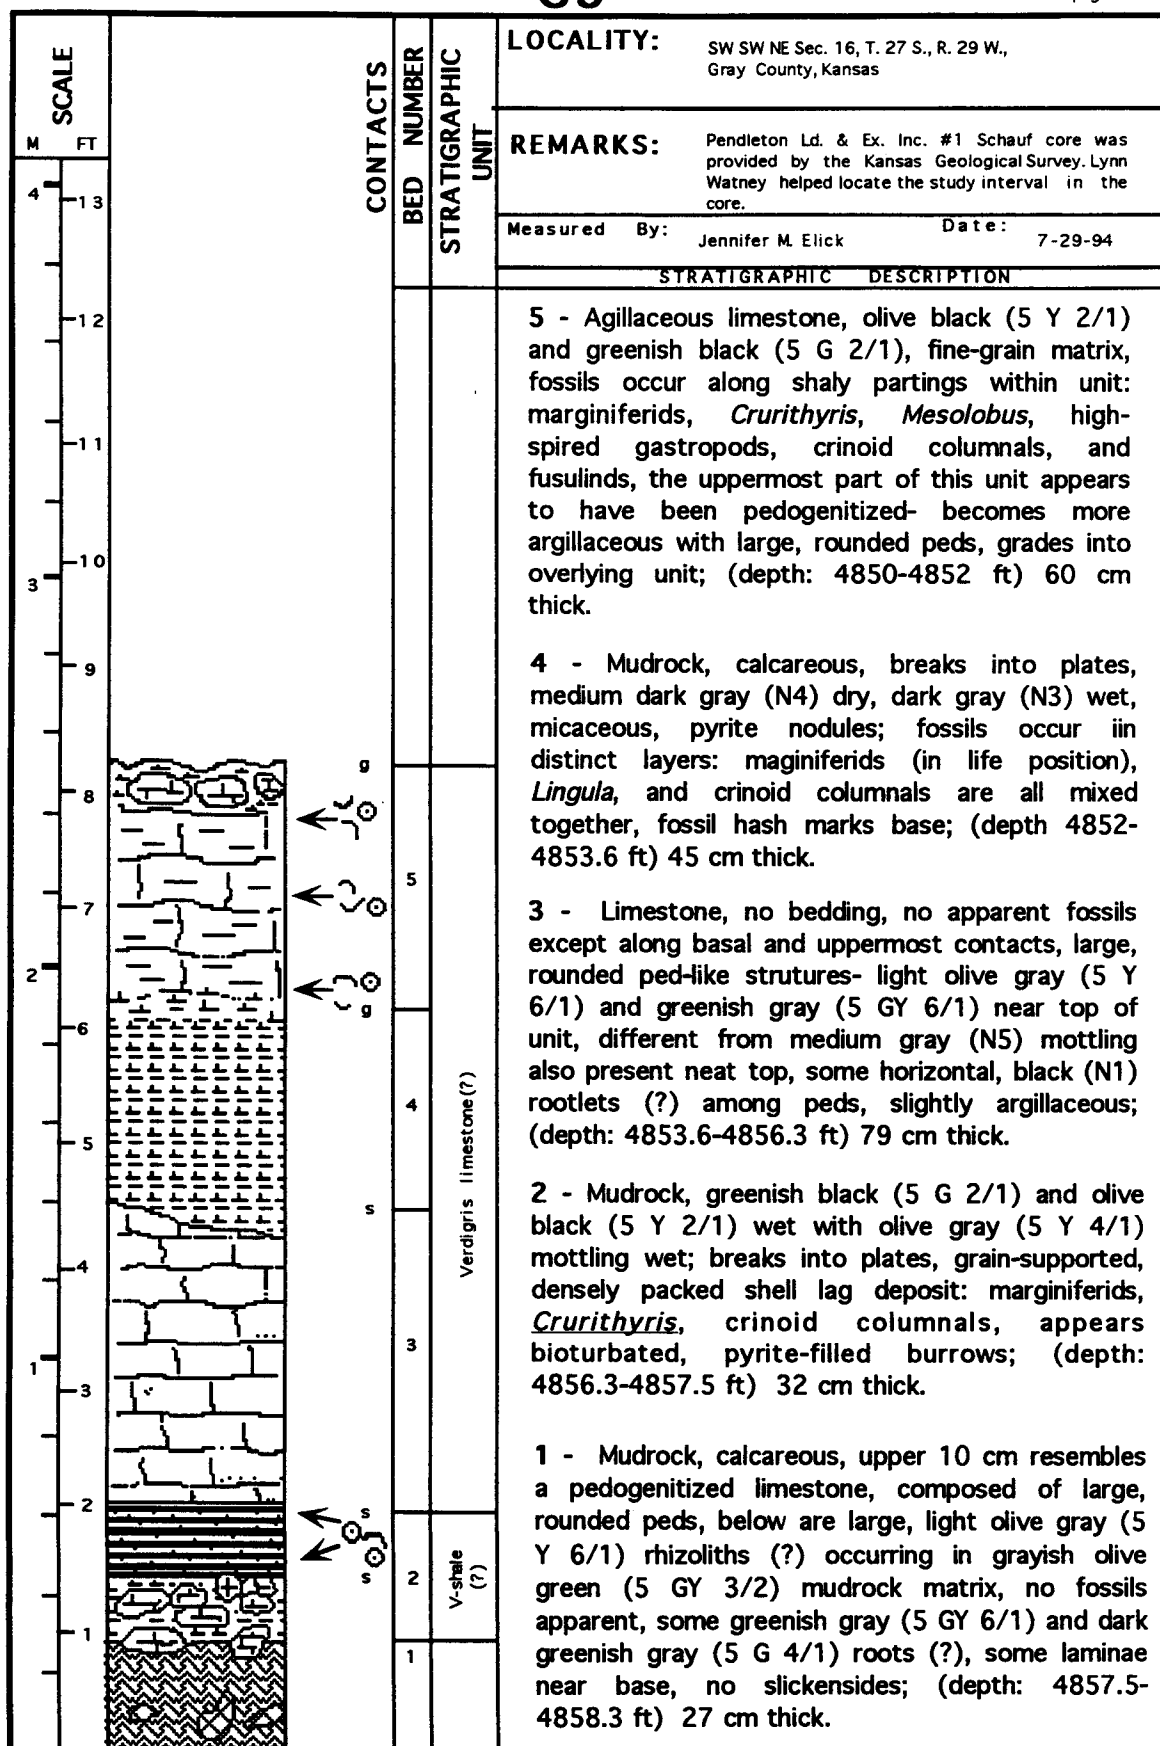 LOCALITY:
SW SW NE Sec. 16, T. 27 S., R. 29 W.,
Gray County, Kansas
REMARKS:
Pendleton Ld. & Ex. Inc. #1 Schauf core was
provided by the Kansas Geological Survey. Lynn
Watney helped locate the study interval in the
core.
Measured By: Jennifer M. Elick Date: 7-29-94
SCALE
M FT
CONTACTS
BED NUMBER
STRATIGRAPHIC
UNIT
STRATIGRAPHIC DESCRIPTION
5 - Agillaceous limestone, olive black (5 Y 2/1)
and greenish black (5 G 2/1), fine-grain matrix,
fossils occur along shaly partings within unit:
marginiferids, Crurithyris, Mesolobus, high-
spired gastropods, crinoid columnals, and
fusulinds, the uppermost part of this unit appears
to have been pedogenitized- becomes more
argillaceous with large, rounded peds, grades into
overlying unit; (depth: 4850-4852 ft) 60 cm
thick.
4 - Mudrock, calcareous, breaks into plates,
medium dark gray (N4) dry, dark gray (N3) wet,
micaceous, pyrite nodules; fossils occur iin
distinct layers: maginiferids (in life position),
Lingula, and crinoid columnals are all mixed
together, fossil hash marks base; (depth 4852-
4853.6 ft) 45 cm thick.
3 - Limestone, no bedding, no apparent fossils
except along basal and uppermost contacts, large,
rounded ped-like strutures- light olive gray (5 Y
6/1) and greenish gray (5 GY 6/1) near top of
unit, different from medium gray (N5) mottling
also present neat top, some horizontal, black (N1)
rootlets (?) among peds, slightly argillaceous;
(depth: 4853.6-4856.3 ft) 79 cm thick.
2 - Mudrock, greenish black (5 G 2/1) and olive
black (5 Y 2/1) wet with olive gray (5 Y 4/1)
mottling wet; breaks into plates, grain-supported,
densely packed shell lag deposit: marginiferids,
Crurithyris, crinoid columnals, appears
bioturbated, pyrite-filled burrows; (depth:
4856.3-4857.5 ft) 32 cm thick.
1 - Mudrock, calcareous, upper 10 cm resembles
a pedogenitized limestone, composed of large,
rounded peds, below are large, light olive gray (5
Y 6/1) rhizoliths (?) occurring in grayish olive
green (5 GY 3/2) mudrock matrix, no fossils
apparent, some greenish gray (5 GY 6/1) and dark
greenish gray (5 G 4/1) roots (?), some laminae
near base, no slickensides; (depth: 4857.5-
4858.3 ft) 27 cm thick.
4
13
12
11
10
3
9
8
g
5
7
2
g
6
4
5
s
4
3
1
3
2
s
2
s
1
1
Verdigris limestone(?)
V-shale
(?)